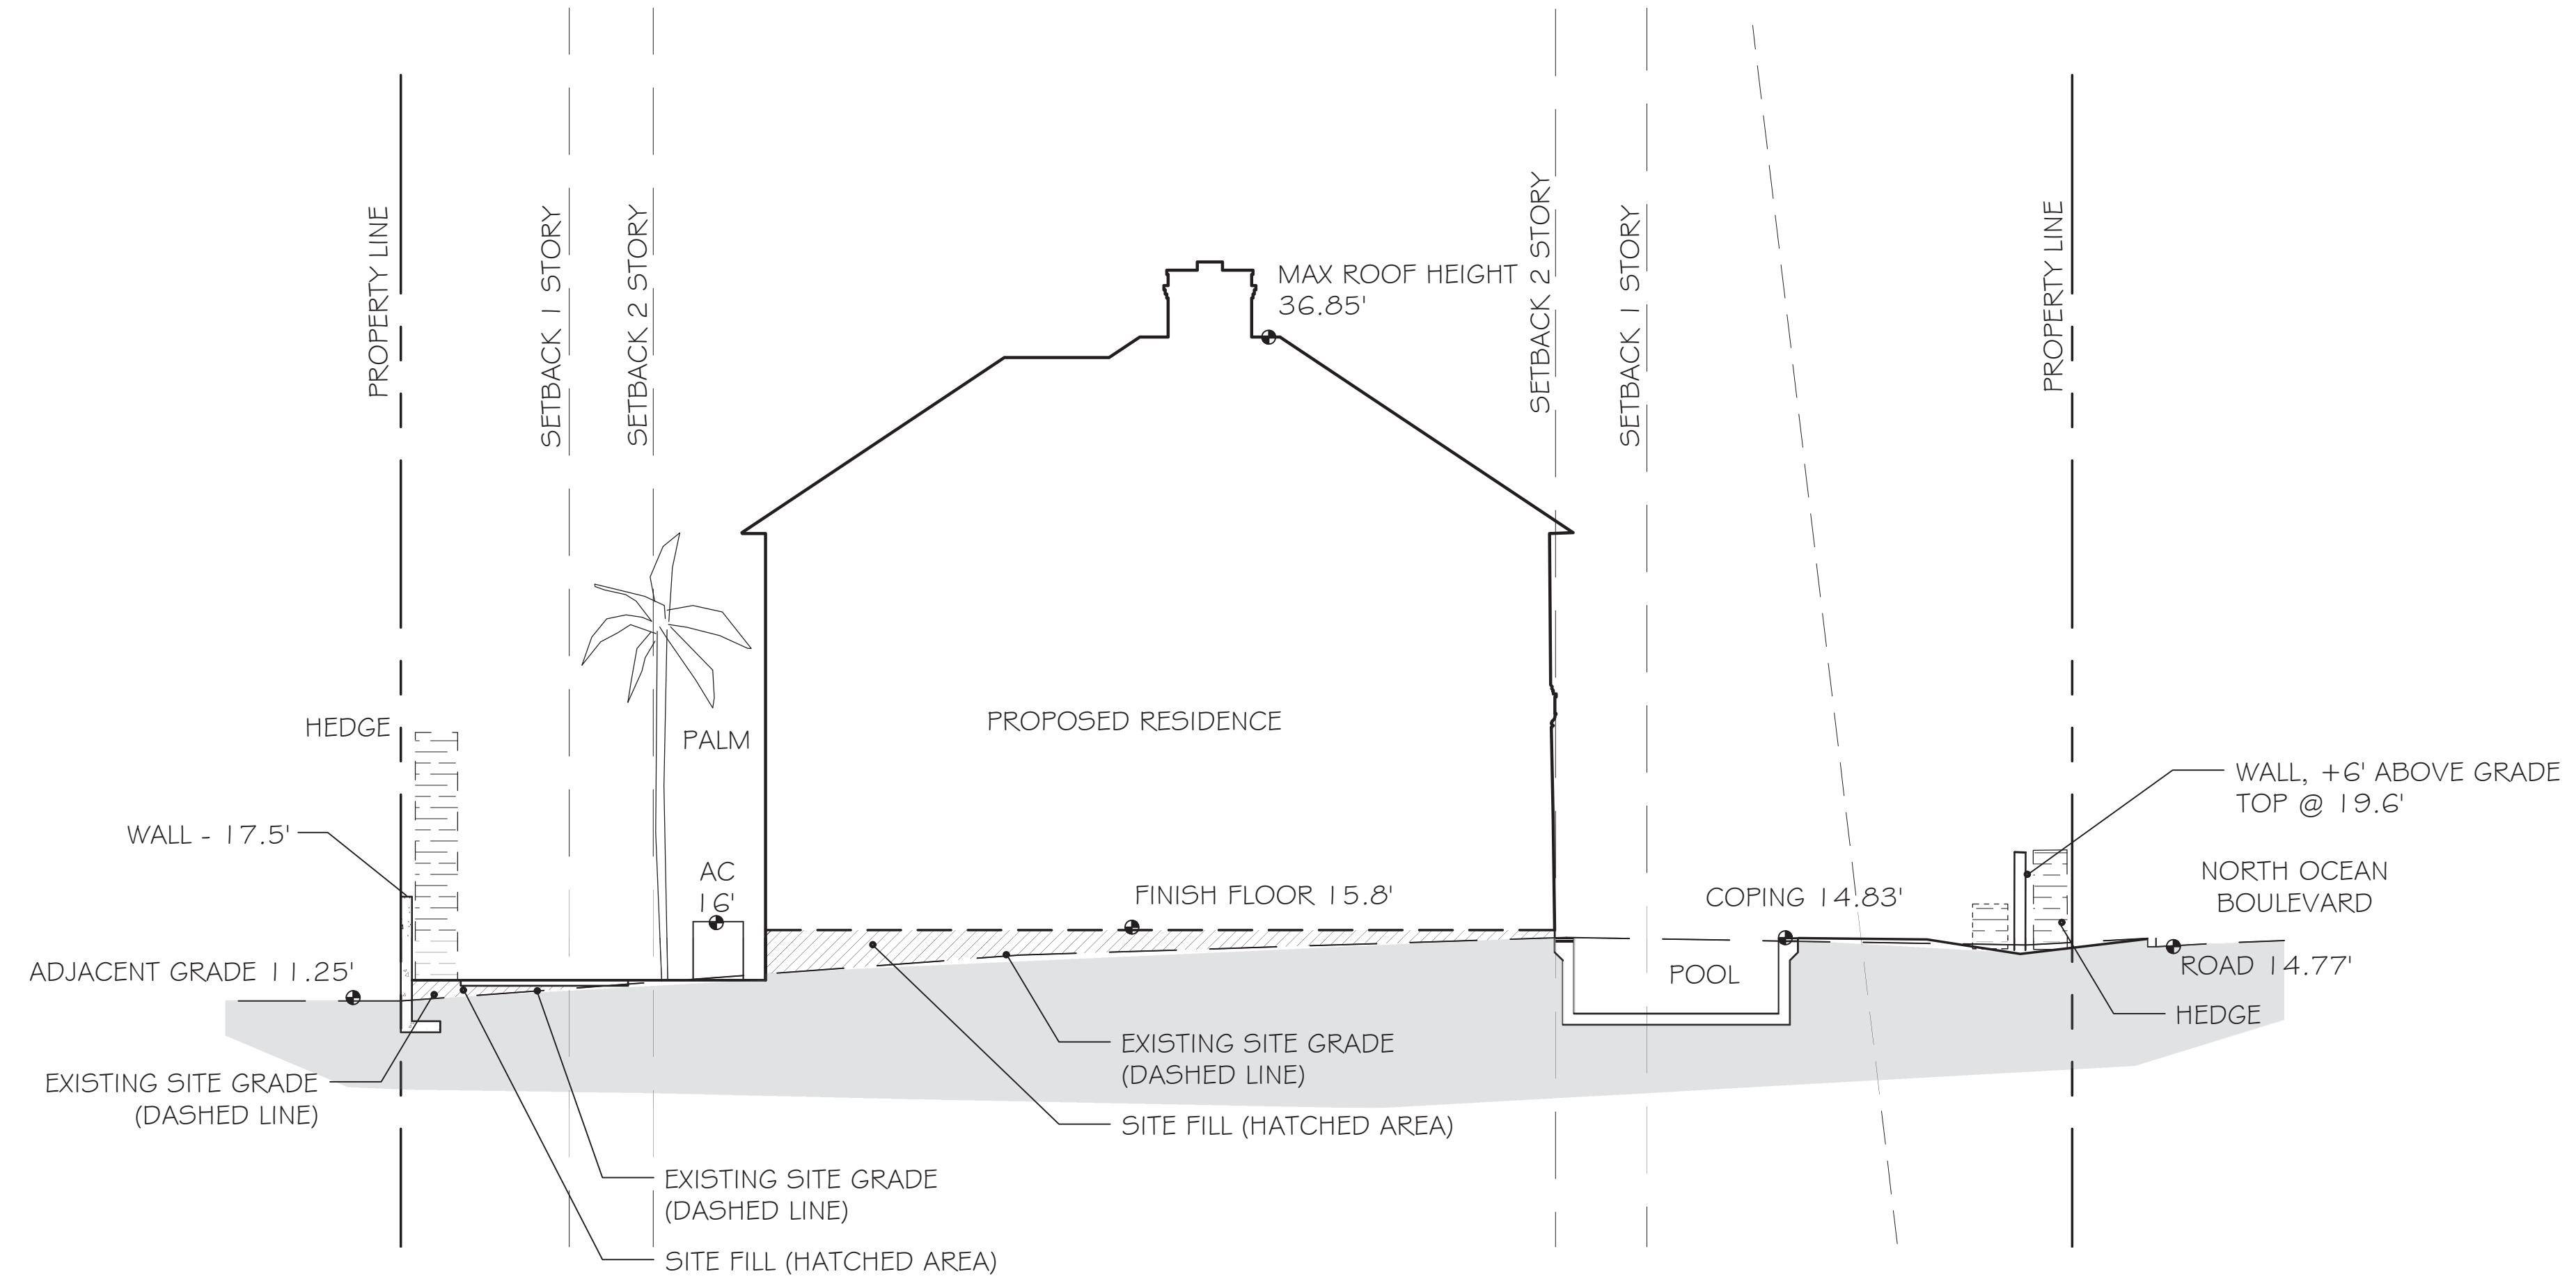 PROPERTY LINE
SETBACK 1 STORY
SETBACK 2 STORY
MAX ROOF HEIGHT
36.85'
SETBACK 2 STORY
SETBACK 1 STORY
PROPERTY LINE
HEDGE
PALM
PROPOSED RESIDENCE
WALL - 17.5'
AC
16'
FINISH FLOOR 15.8'
COPING 14.83'
WALL, +6' ABOVE GRADE
TOP @ 19.6'
NORTH OCEAN
BOULEVARD
ADJACENT GRADE 11.25'
POOL
ROAD 14.77'
HEDGE
EXISTING SITE GRADE
(DASHED LINE)
EXISTING SITE GRADE
(DASHED LINE)
SITE FILL (HATCHED AREA)
EXISTING SITE GRADE
(DASHED LINE)
SITE FILL (HATCHED AREA)